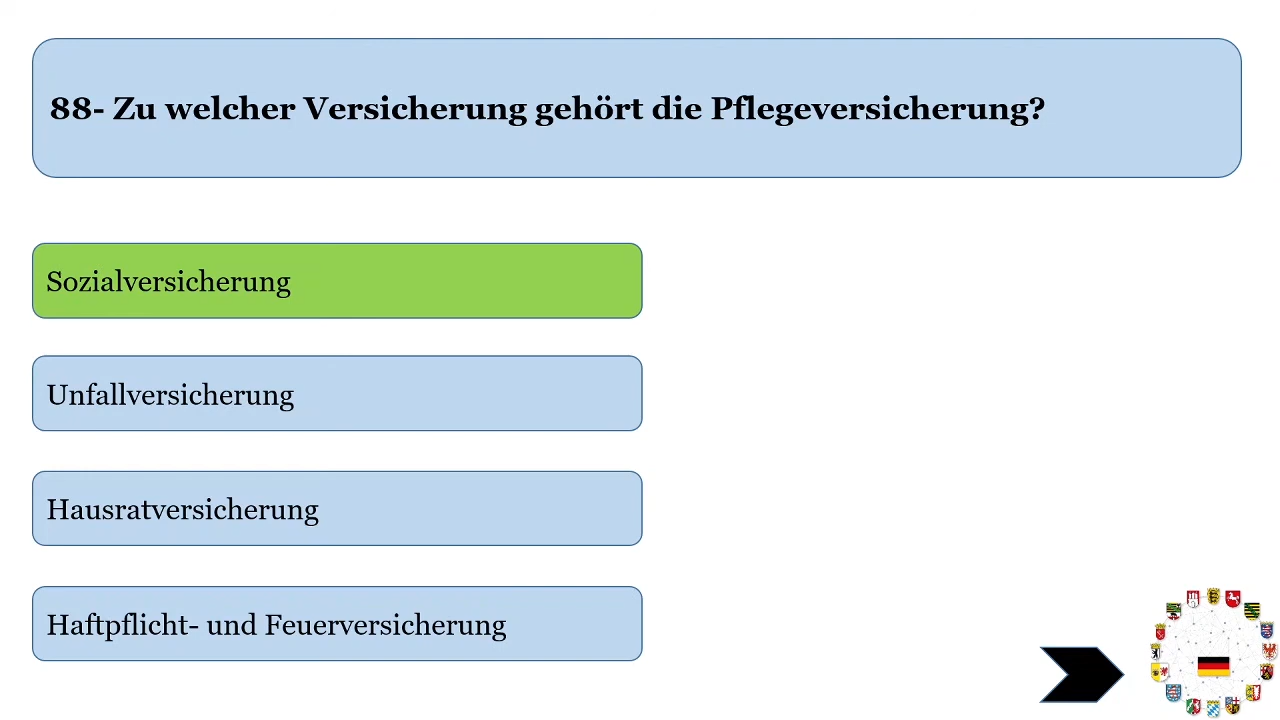 88- Zu welcher Versicherung gehört die Pflegeversicherung?
Sozialversicherung
Unfallversicherung
Hausratversicherung
Haftpflicht- und Feuerversicherung